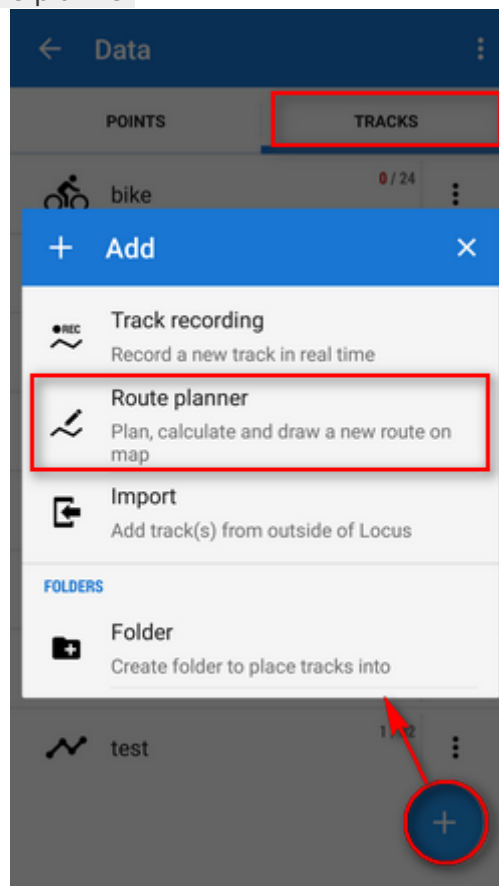 Data
POINTS TRACKS
bike 0 / 24
+ Add ×
REC Track recording
Record a new track in real time
Route planner
Plan, calculate and draw a new route on
map
Import
Add track(s) from outside of Locus
FOLDERS
Folder
Create folder to place tracks into
test
+